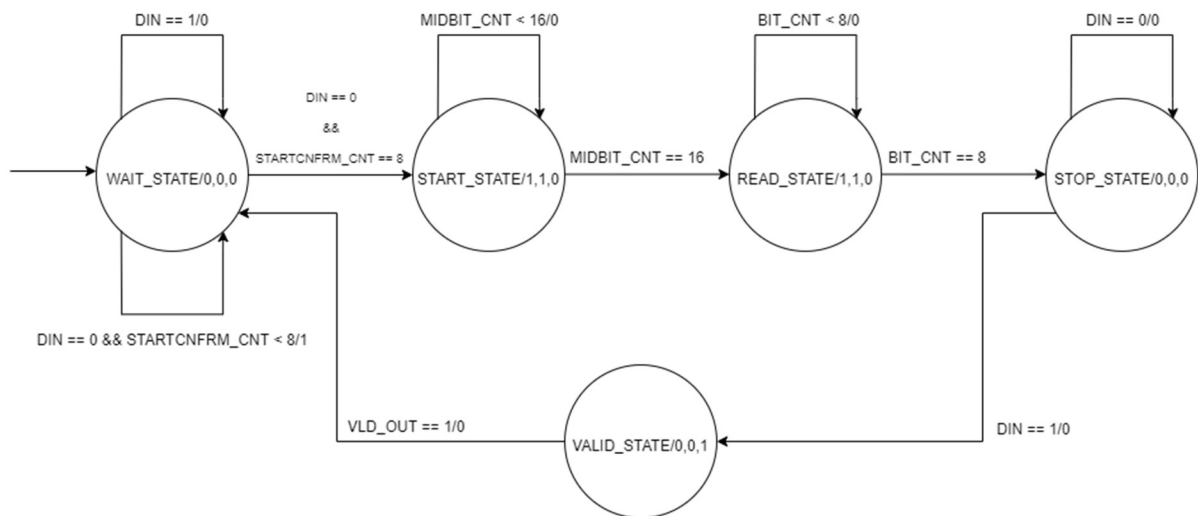 DIN == 1/0
MIDBIT_CNT < 16/0
BIT_CNT < 8/0
DIN == 0/0
DIN == 0
&&
STARTCNFRM_CNT == 8
MIDBIT_CNT == 16
BIT_CNT == 8
WAIT_STATE/0,0,0
START_STATE/1,1,0
READ_STATE/1,1,0
STOP_STATE/0,0,0
DIN == 0 && STARTCNFRM_CNT < 8/1
VLD_OUT == 1/0
VALID_STATE/0,0,1
DIN == 1/0